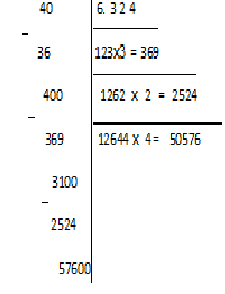 40 6. 3 2 4
–
36 123X3 = 369
400 1262 X 2 = 2524
–
369 12644 X 4 = 50576
3100
–
2524
57600